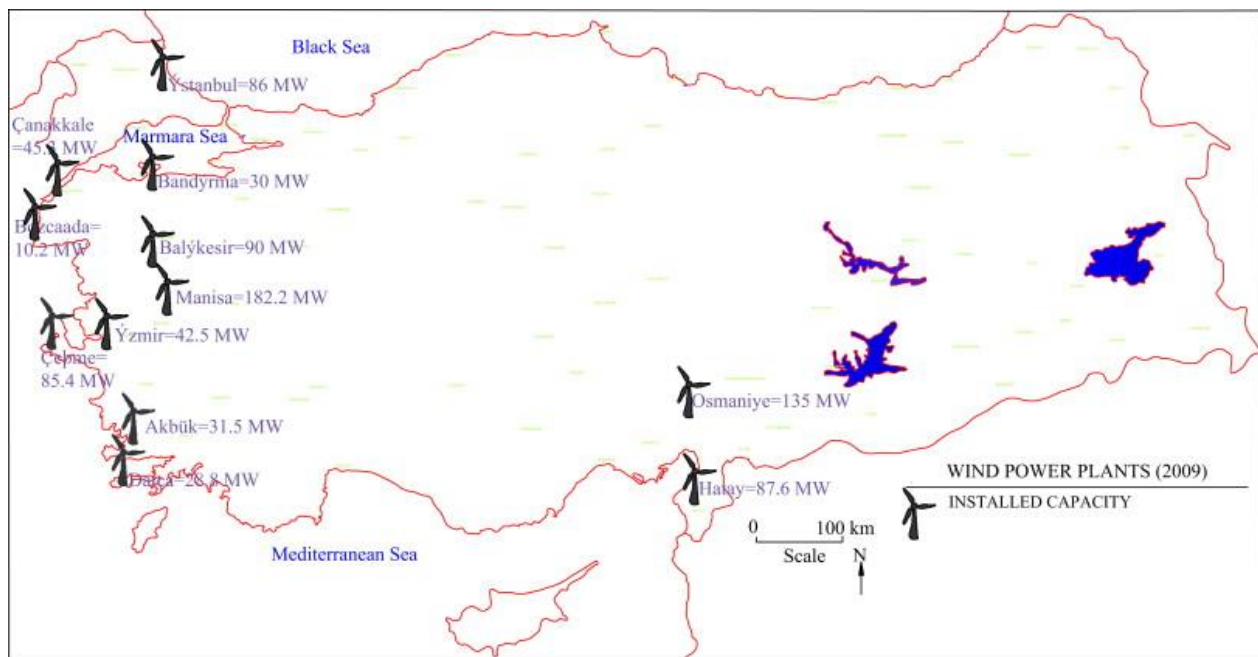 Black Sea
Ýstanbul=86 MW
Çanakkale
Marmara Sea
MW
Bandyrma=30 MW
Bozcaada=
10.2 MW
Balýkesir=90 MW
Manisa=182.2 MW
Ýzmir=42.5 MW
Çeþme=
85.4 MW
Akbük=31.5 MW
Datca=28.8 MW
Osmaniye=135 MW
Hatay=87.6 MW
Mediterranean Sea
WIND POWER PLANTS (2009)
INSTALLED CAPACITY
0 100 km
Scale
N